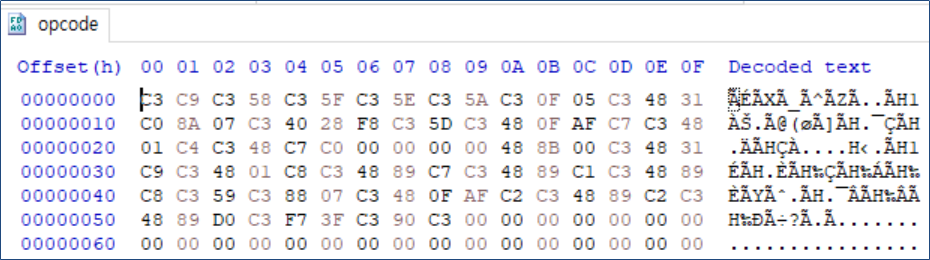 opcode
Offset(h) 00 01 02 03 04 05 06 07 08 09 0A 0B 0C 0D 0E 0F Decoded text
00000000 C3 C9 C3 58 C3 5F C3 5E C3 5A C3 0F 05 C3 48 31 ÃÉÃXÃ_Ã^ÃZÃ..ÃH1
00000010 C0 8A 07 C3 40 28 F8 C3 5D C3 48 0F AF C7 C3 48 ÀŠ.Ã@(øÃ]ÃH.¯ÇÃH
00000020 01 C4 C3 48 C7 C0 00 00 00 00 48 8B 00 C3 48 31 .ÄÃHÇÀ....H‹.ÃH1
00000030 C9 C3 48 01 C8 C3 48 89 C7 C3 48 89 C1 C3 48 89 ÉÃH.ÈÃH‰ÇÃH‰ÁÃH‰
00000040 C8 C3 59 C3 88 07 C3 48 0F AF C2 C3 48 89 C2 C3 ÈÃYÃˆ.ÃH.¯ÂÃH‰ÂÃ
00000050 48 89 D0 C3 F7 3F C3 90 C3 00 00 00 00 00 00 00 H‰ÐÃ÷?Ã.Ã.......
00000060 00 00 00 00 00 00 00 00 00 00 00 00 00 00 00 00 ................